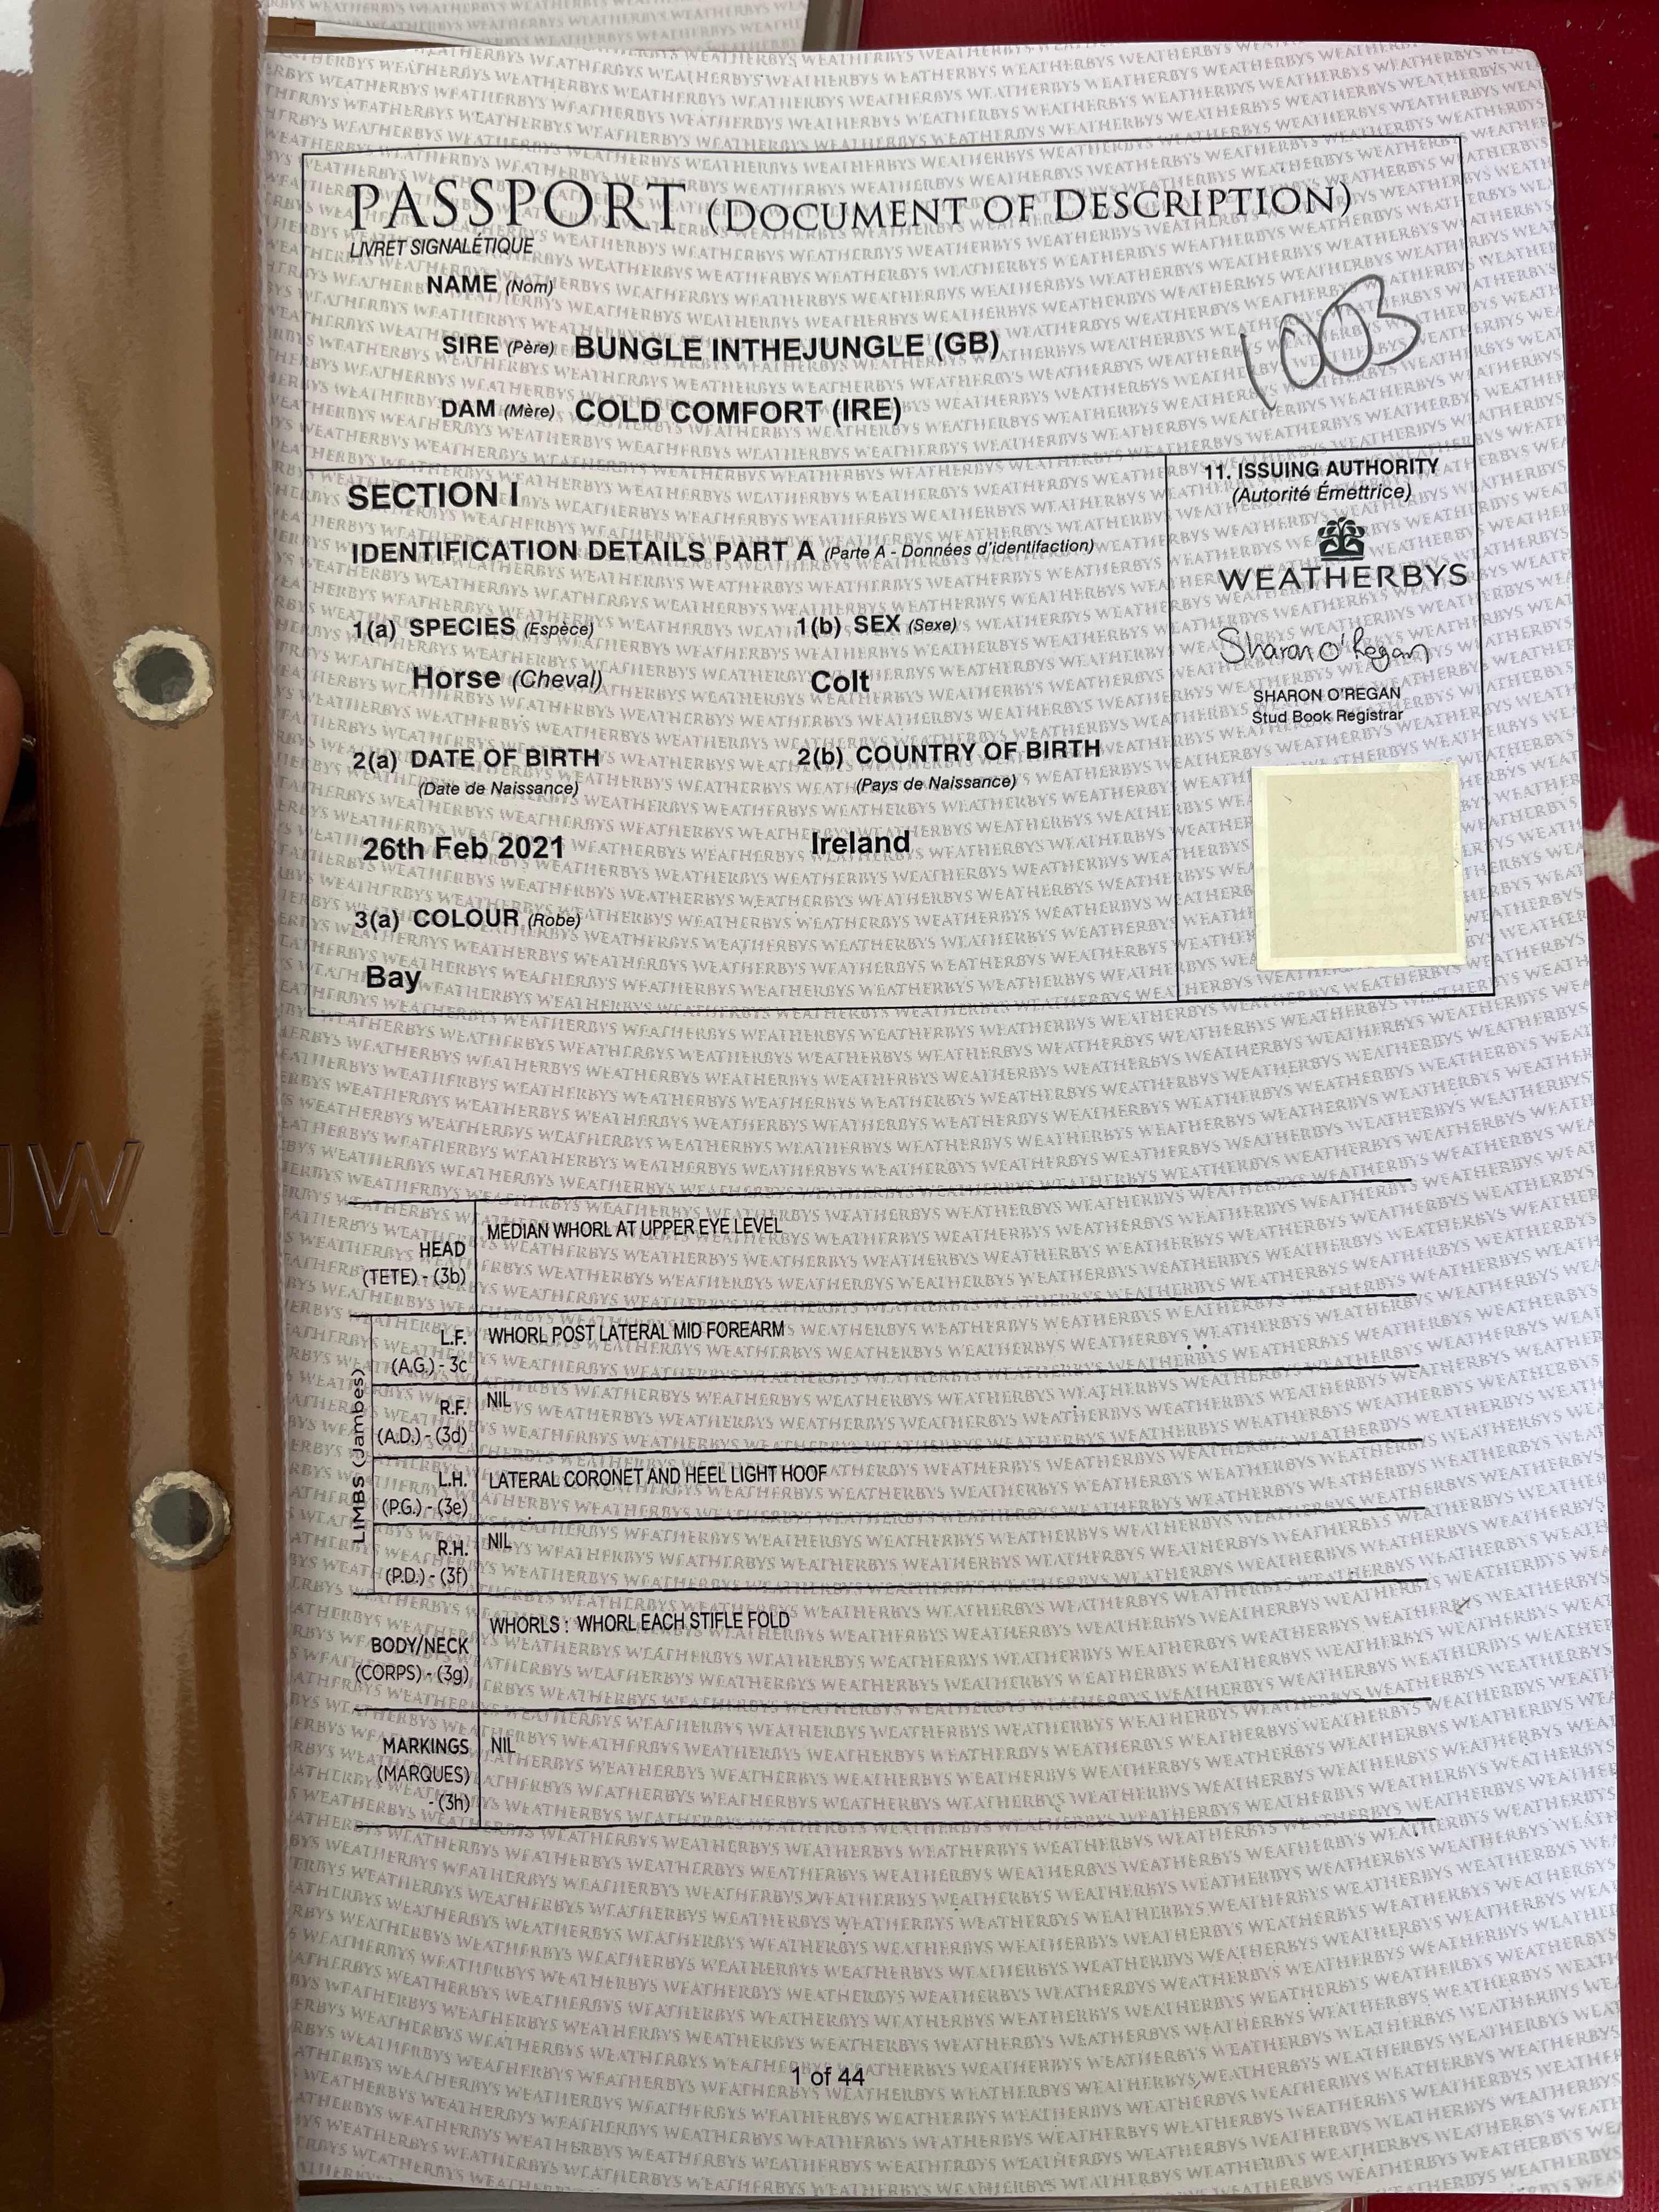 PASSPORT (DOCUMENT OF DESCRIPTION)
LIVRET SIGNALÉTIQUE
NAME (Nom)
SIRE (Père) BUNGLE INTHEJUNGLE (GB)
DAM (Mère) COLD COMFORT (IRE)
1003
SECTION I
IDENTIFICATION DETAILS PART A (Parte A - Données d'identifaction)
1(a) SPECIES (Espèce) 1(b) SEX (Sexe)
Horse (Cheval) Colt
2(a) DATE OF BIRTH 2(b) COUNTRY OF BIRTH
(Date de Naissance) (Pays de Naissance)
26th Feb 2021 Ireland
3(a) COLOUR (Robe)
Bay
11. ISSUING AUTHORITY
(Autorité Émettrice)
WEATHERBYS
Sharon O'Regan
SHARON O'REGAN
Stud Book Registrar
HEAD
(TETE) - (3b)
MEDIAN WHORL AT UPPER EYE LEVEL
LIMBS (Jambes)
L.F.
(A.G.) - 3c
WHORL POST LATERAL MID FOREARM
R.F.
(A.D.) - (3d)
NIL
L.H.
(P.G.) - (3e)
LATERAL CORONET AND HEEL LIGHT HOOF
R.H.
(P.D.) - (3f)
NIL
BODY/NECK
(CORPS) - (3g)
WHORLS : WHORL EACH STIFLE FOLD
MARKINGS
(MARQUES)
- (3h)
NIL
1 of 44